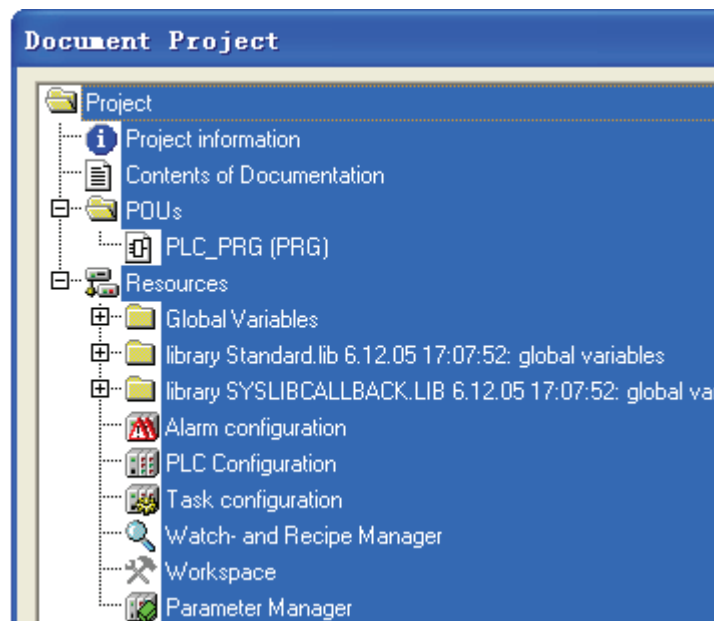 Document Project
Project
Project information
Contents of Documentation
POUs
PLC_PRG (PRG)
Resources
Global Variables
library Standard.lib 6.12.05 17:07:52: global variables
library SYSLIBCALLBACK.LIB 6.12.05 17:07:52: global va
Alarm configuration
PLC Configuration
Task configuration
Watch- and Recipe Manager
Workspace
Parameter Manager